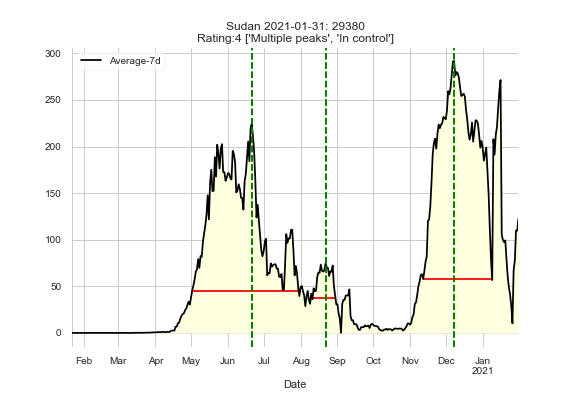 Sudan 2021-01-31: 29380
Rating:4 ['Multiple peaks', 'In control']
Average-7d
300
250
200
150
100
50
0
Feb Mar Apr May Jun Jul Aug Sep Oct Nov Dec Jan
2021
Date